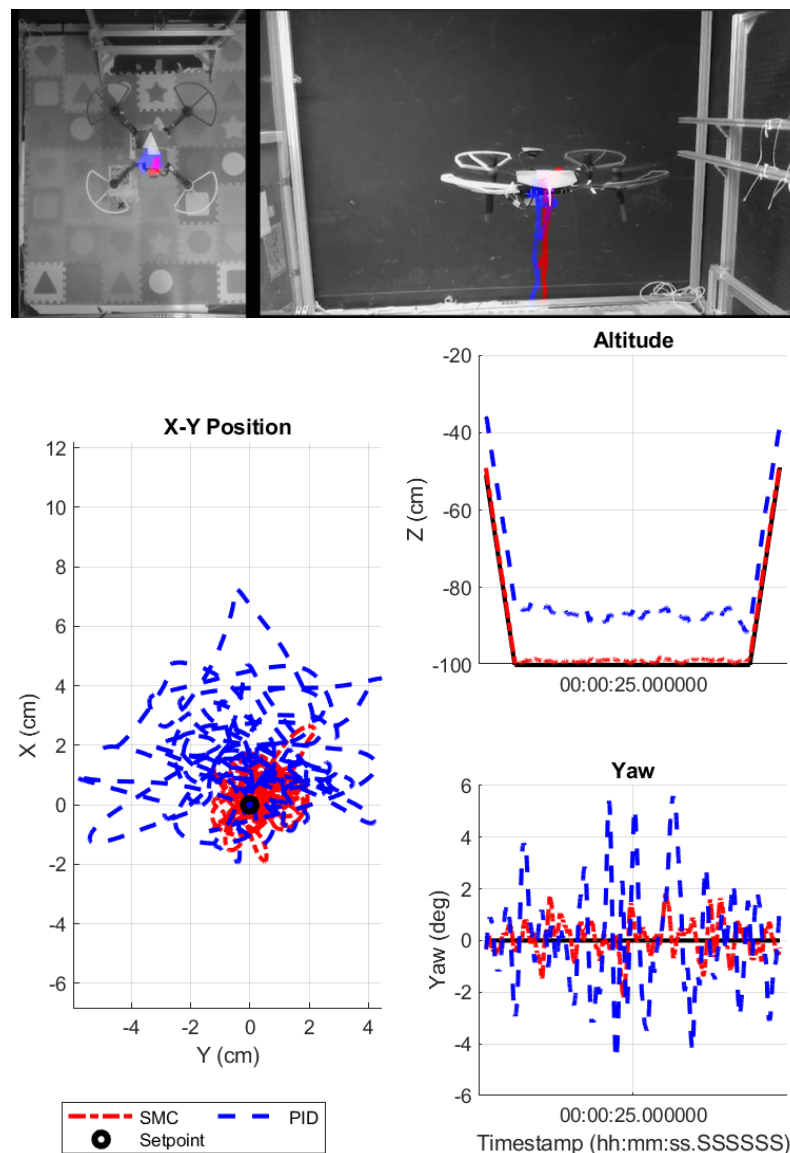 Altitude
-20
-40
-60
-80
-100
Z (cm)
00:00:25.000000
X-Y Position
12
10
8
6
4
2
0
-2
-4
-6
X (cm)
-4
-2
0
2
4
Y (cm)
Yaw
6
4
2
0
-2
-4
-6
Yaw (deg)
00:00:25.000000
Timestamp (hh:mm:ss.SSSSSS)
SMC
PID
Setpoint